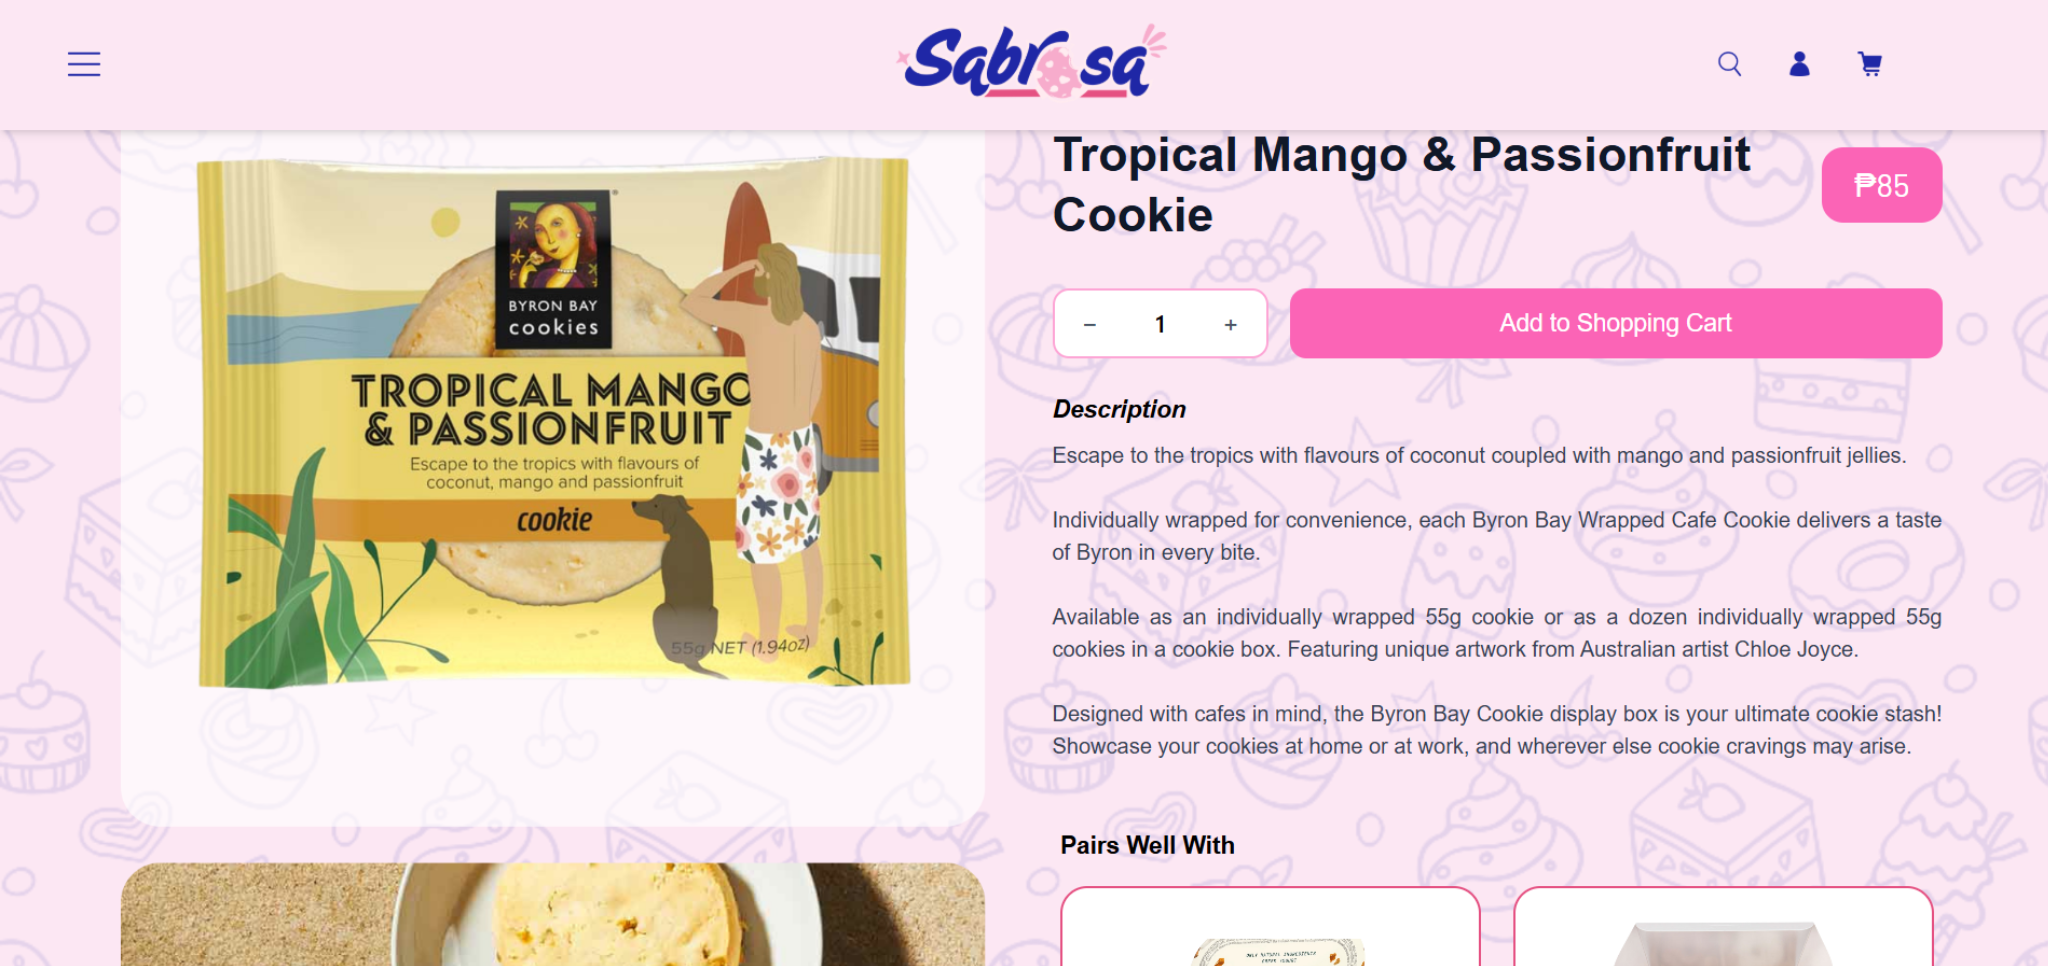 Sabrosa
Tropical Mango & Passionfruit
Cookie
₱85
BYRON BAY
cookies
TROPICAL MANGO
& PASSIONFRUIT
Escape to the tropics with flavours of
coconut, mango and passionfruit
cookie
55g NET (1.94oz)
− 1 +
Add to Shopping Cart
Description
Escape to the tropics with flavours of coconut coupled with mango and passionfruit jellies.
Individually wrapped for convenience, each Byron Bay Wrapped Cafe Cookie delivers a taste
of Byron in every bite.
Available as an individually wrapped 55g cookie or as a dozen individually wrapped 55g
cookies in a cookie box. Featuring unique artwork from Australian artist Chloe Joyce.
Designed with cafes in mind, the Byron Bay Cookie display box is your ultimate cookie stash!
Showcase your cookies at home or at work, and wherever else cookie cravings may arise.
Pairs Well With